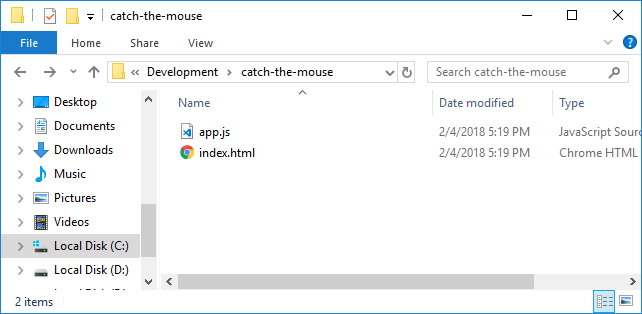 catch-the-mouse
File Home Share View
« Development catch-the-mouse Search catch-the-mouse
Name Date modified Type
Desktop
Documents
Downloads
Music
Pictures
Videos
Local Disk (C:)
Local Disk (D:)
app.js 2/4/2018 5:19 PM JavaScript Sourc
index.html 2/4/2018 5:19 PM Chrome HTML
2 items